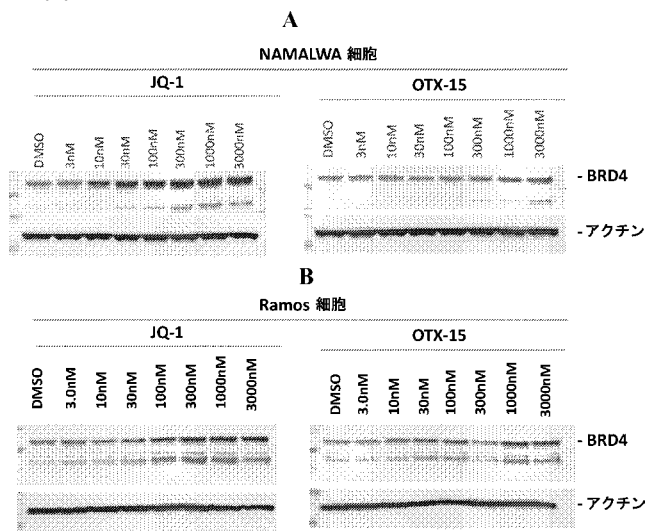 A
NAMALWA 細胞
JQ-1
OTX-15
DMSO 3nM 10nM 30nM 100nM 300nM 1000nM 3000nM
DMSO 3nM 10nM 30nM 100nM 300nM 1000nM 3000nM
- BRD4
- アクチン
B
Ramos 細胞
JQ-1
OTX-15
DMSO 3.0nM 10nM 30nM 100nM 300nM 1000nM 3000nM
DMSO 3.0nM 10nM 30nM 100nM 300nM 1000nM 3000nM
- BRD4
- アクチン